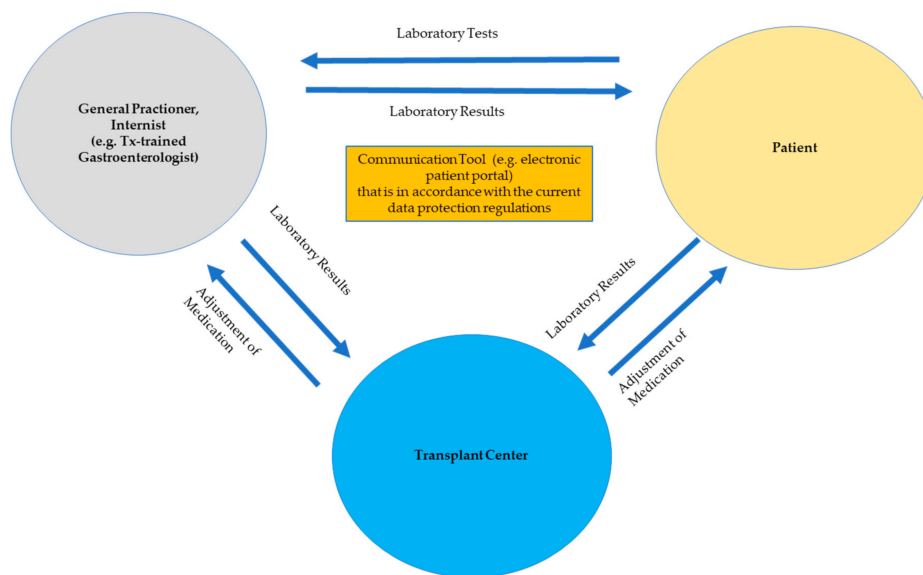 Laboratory Tests
General Practioner,
Internist
(e.g. Tx-trained
Gastroenterologist)
Laboratory Results
Patient
Communication Tool (e.g. electronic
patient portal)
that is in accordance with the current
data protection regulations
Laboratory Results
Adjustment of
Medication
Laboratory Results
Adjustment of
Medication
Transplant Center